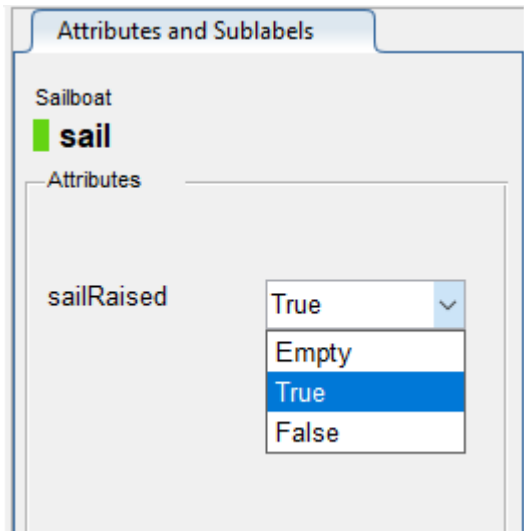 Attributes and Sublabels
Sailboat
sail
Attributes
sailRaised
True
Empty
True
False